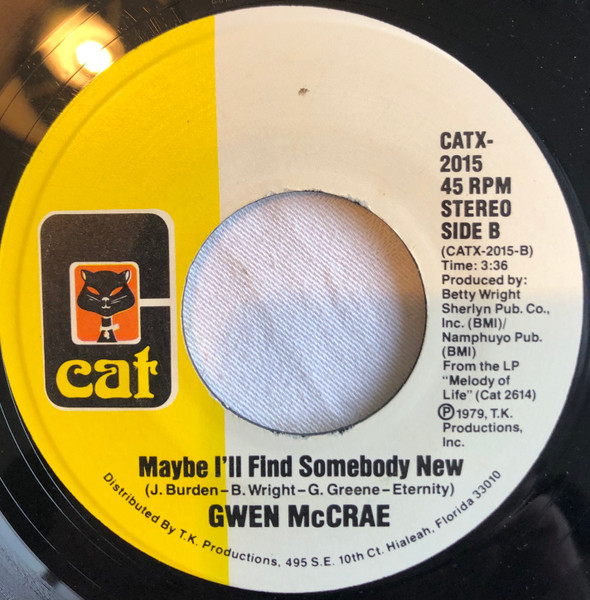 CATX-
2015
45 RPM
STEREO
SIDE B
(CATX-2015-B)
Time: 3:36
Produced by:
Betty Wright
Sherlyn Pub. Co.,
Inc. (BMI)/
Namphuyo Pub.
(BMI)
From the LP
"Melody of
Life" (Cat 2614)
Ⓟ1979, T.K.
Productions,
Inc.
cat
Maybe I'll Find Somebody New
(J. Burden–B. Wright–G. Greene–Eternity)
GWEN McCRAE
Distributed By T.K. Productions, 495 S.E. 10th Ct. Hialeah, Florida 33010